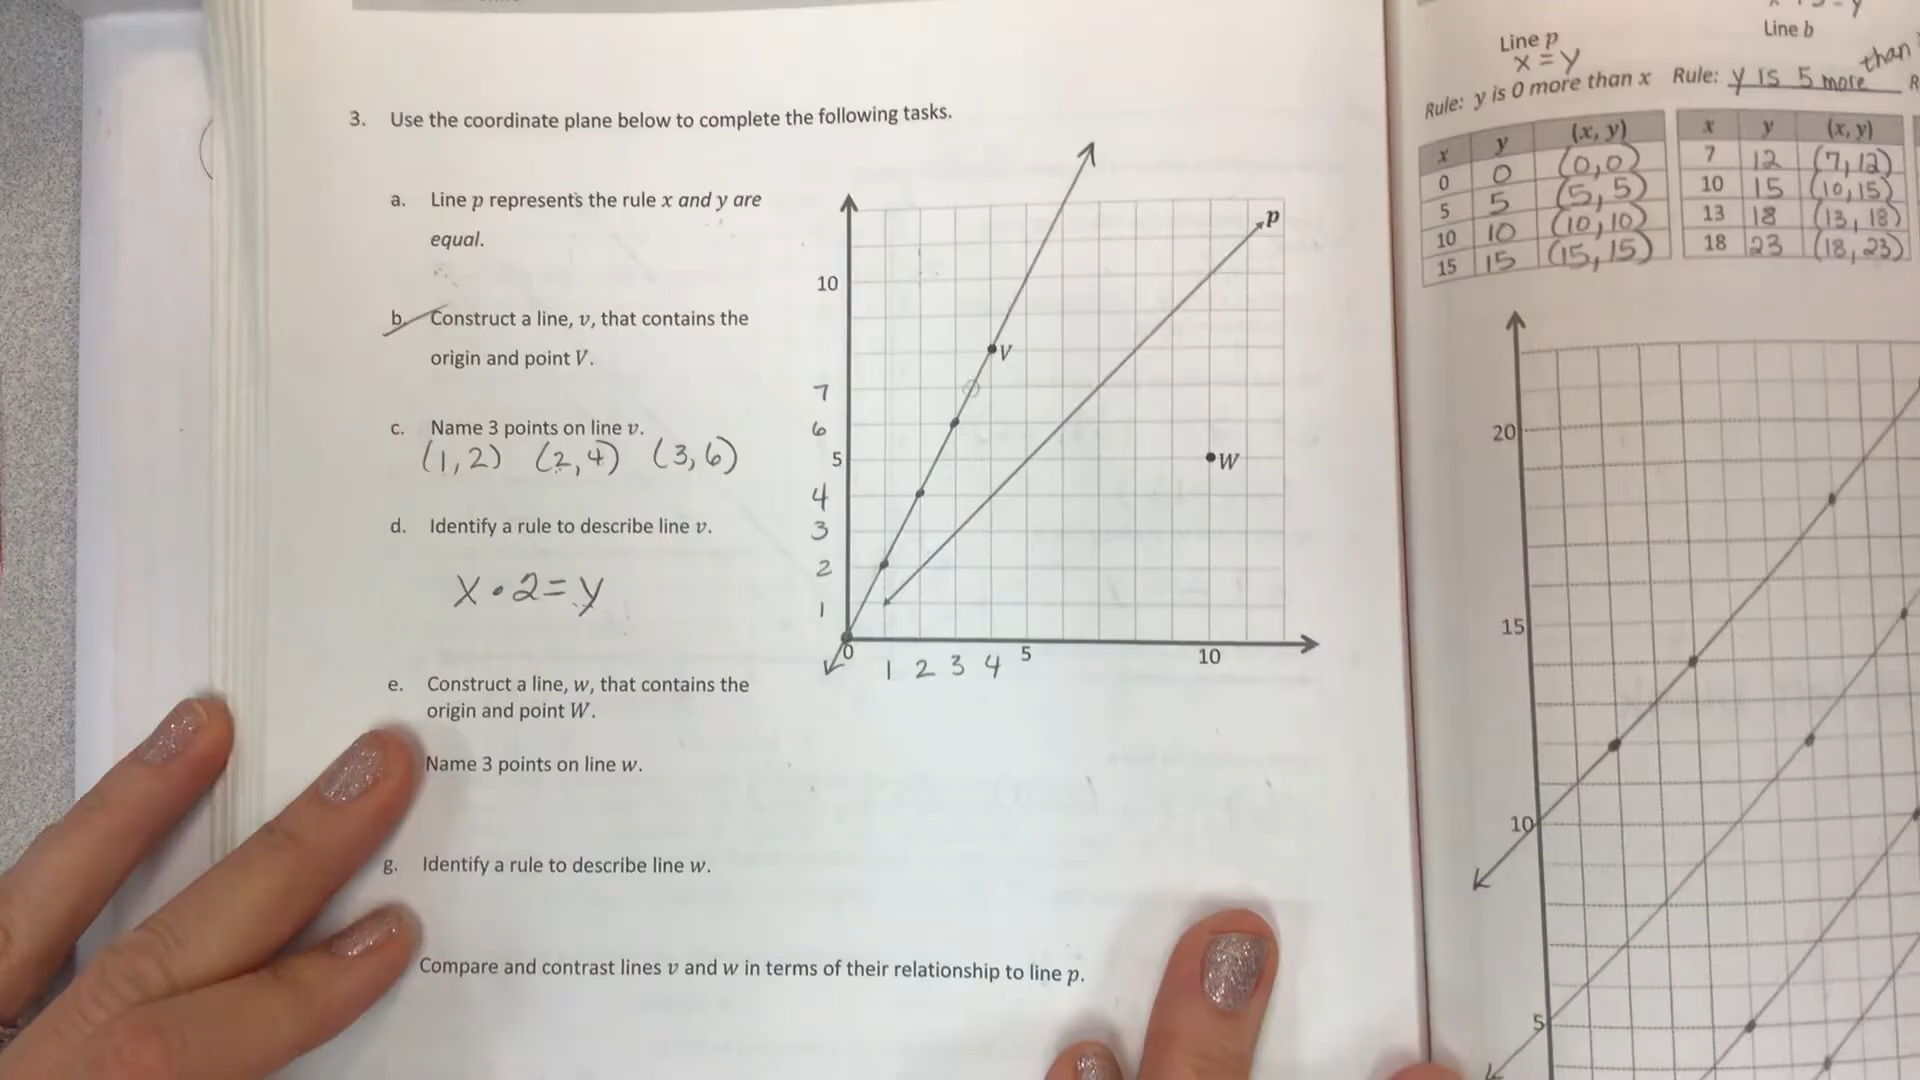 3. Use the coordinate plane below to complete the following tasks.
a. Line p represents the rule x and y are
equal.
b. Construct a line, v, that contains the
origin and point V.
c. Name 3 points on line v.
(1,2) (2,4) (3,6)
d. Identify a rule to describe line v.
x • 2 = y
e. Construct a line, w, that contains the
origin and point W.
Name 3 points on line w.
g. Identify a rule to describe line w.
Compare and contrast lines v and w in terms of their relationship to line p.
p
10
V
7
6
5
W
4
3
2
1
0
1 2 3 4 5 10
Line p
x = y
Rule: y is 0 more than x
x y (x, y)
0 0 (0,0)
5 5 (5,5)
10 10 (10,10)
15 15 (15,15)
Line b
Rule: y is 5 more than
x y (x, y)
7 12 (7,12)
10 15 (10,15)
13 18 (13,18)
18 23 (18,23)
20
15
10
5